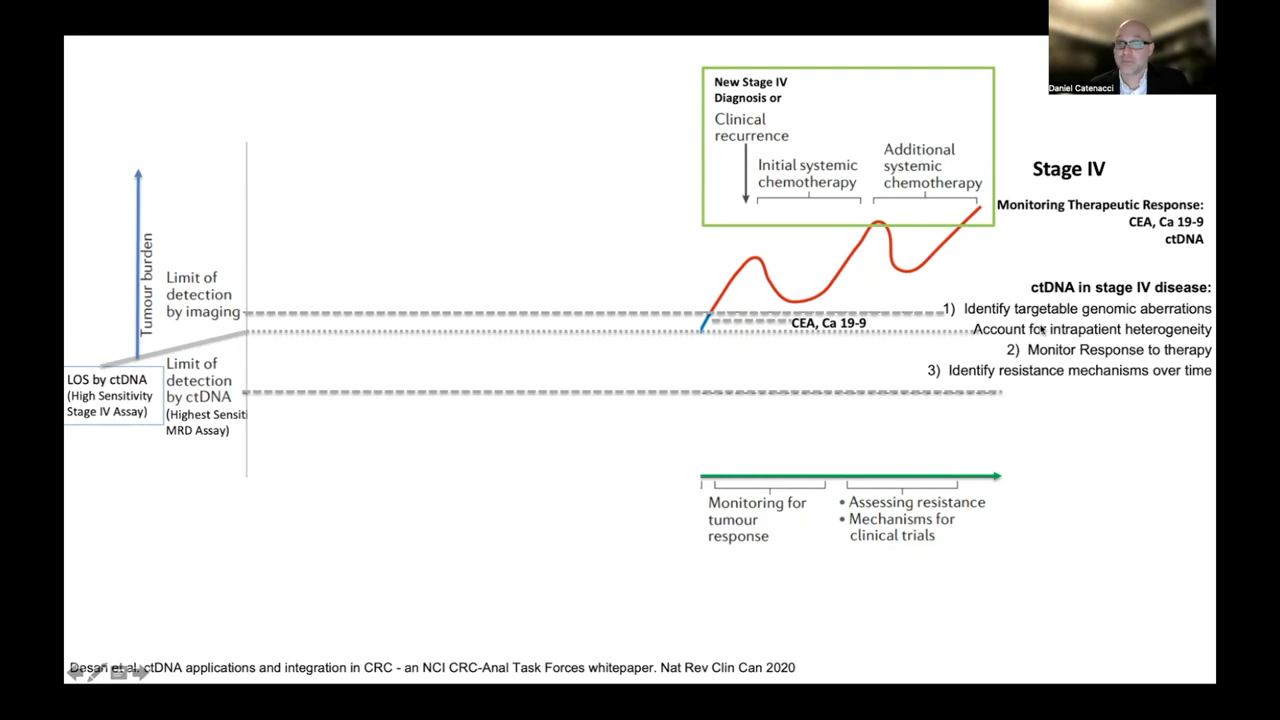 Daniel Catenacci
New Stage IV
Diagnosis or
Clinical
recurrence
Initial systemic
chemotherapy
Additional
systemic
chemotherapy
Stage IV
Monitoring Therapeutic Response:
CEA, Ca 19-9
ctDNA
Tumour burden
Limit of
detection
by imaging
CEA, Ca 19-9
ctDNA in stage IV disease:
1) Identify targetable genomic aberrations
Account for intrapatient heterogeneity
2) Monitor Response to therapy
3) Identify resistance mechanisms over time
LOS by ctDNA
(High Sensitivity
Stage IV Assay)
Limit of
detection
by ctDNA
(Highest Sensiti
MRD Assay)
Monitoring for
tumour
response
• Assessing resistance
• Mechanisms for
clinical trials
Desari et al, ctDNA applications and integration in CRC - an NCI CRC-Anal Task Forces whitepaper. Nat Rev Clin Can 2020